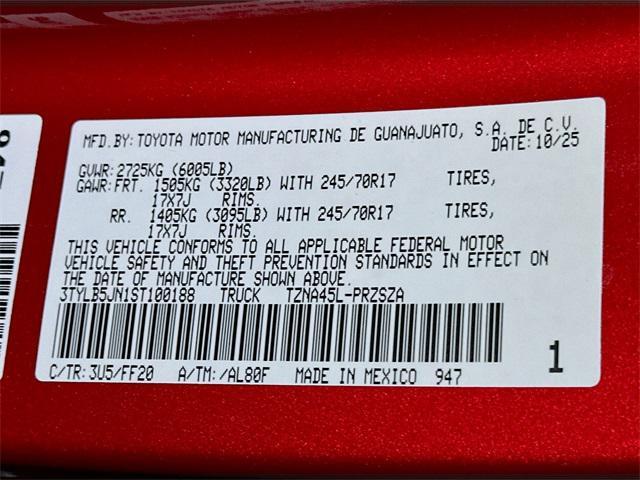 MFD.BY: TOYOTA MOTOR MANUFACTURING DE GUANAJUATO, S.A. DE C.V.
DATE: 10/25
GVWR: 2725KG (6005LB)
GAWR: FRT. 1505KG (3320LB) WITH 245/70R17 TIRES,
17X7J RIMS.
RR. 1405KG (3095LB) WITH 245/70R17 TIRES,
17X7J RIMS.
THIS VEHICLE CONFORMS TO ALL APPLICABLE FEDERAL MOTOR
VEHICLE SAFETY AND THEFT PREVENTION STANDARDS IN EFFECT ON
THE DATE OF MANUFACTURE SHOWN ABOVE.
3TYLB5JN1ST100188 TRUCK TZNA45L-PRZSZA
1
C/TR: 3U5/FF20 A/TM: /AL80F MADE IN MEXICO 947